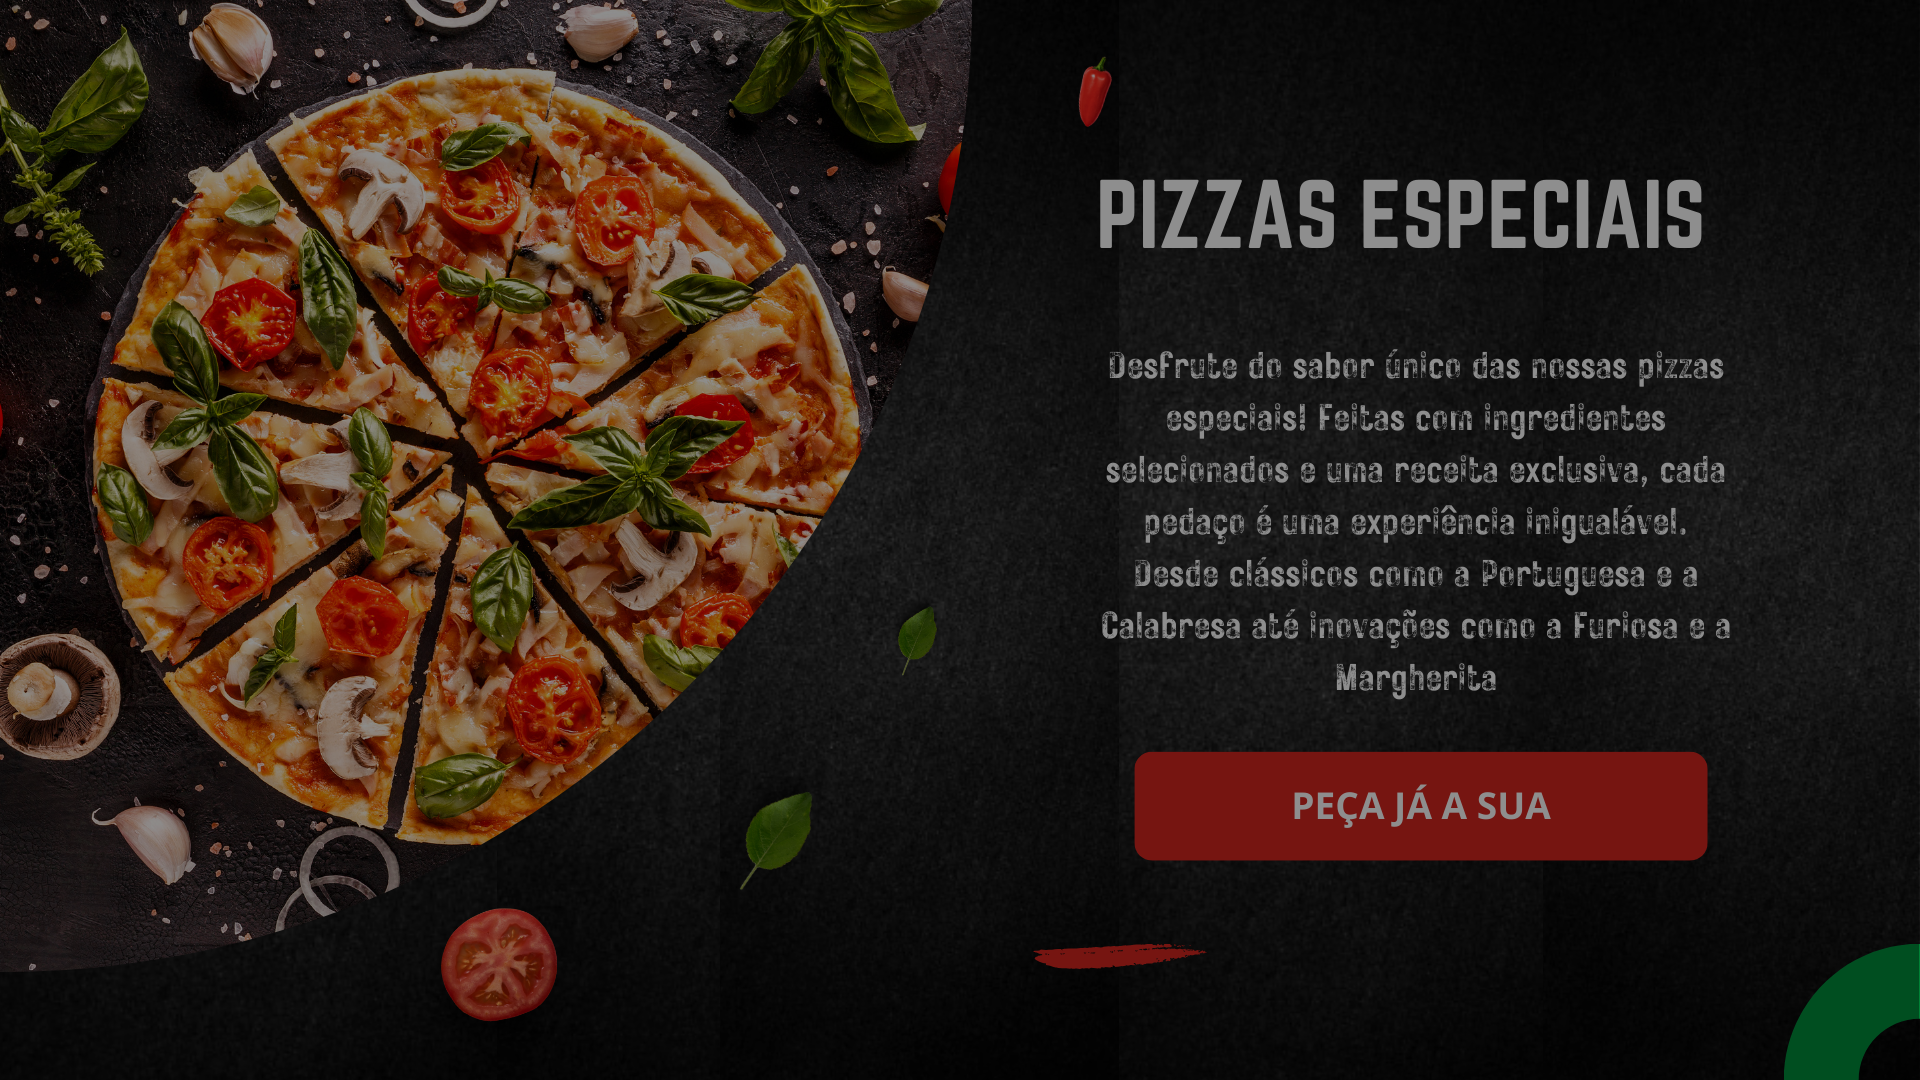 PIZZAS ESPECIAIS
Desfrute do sabor único das nossas pizzas
especiais! Feitas com ingredientes
selecionados e uma receita exclusiva, cada
pedaço é uma experiência inigualável.
Desde clássicos como a Portuguesa e a
Calabresa até inovações como a Furiosa e a
Margherita
PEÇA JÁ A SUA